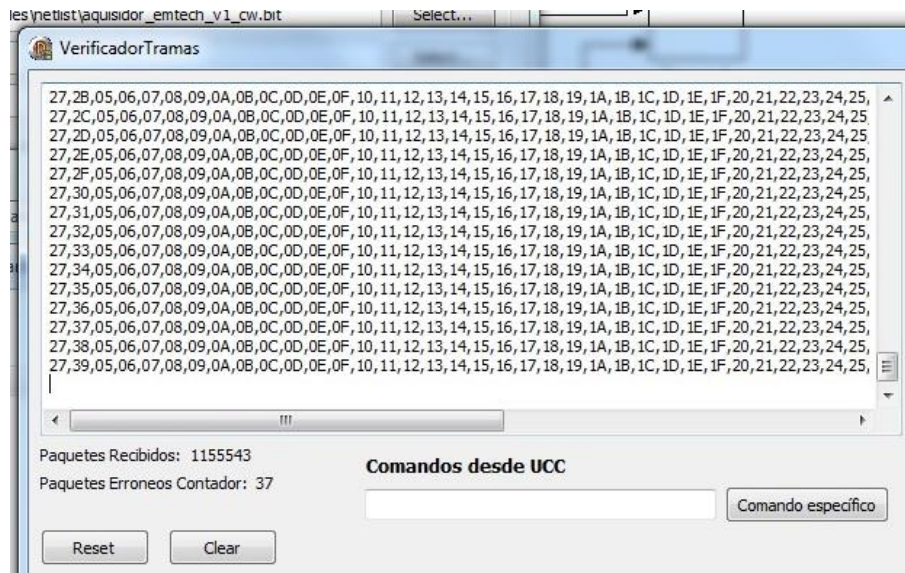 les\netlist\aquisidor_emtech_v1_cw.bit
Select...
VerificadorTramas
27,2B,05,06,07,08,09,0A,0B,0C,0D,0E,0F,10,11,12,13,14,15,16,17,18,19,1A,1B,1C,1D,1E,1F,20,21,22,23,24,25,
27,2C,05,06,07,08,09,0A,0B,0C,0D,0E,0F,10,11,12,13,14,15,16,17,18,19,1A,1B,1C,1D,1E,1F,20,21,22,23,24,25
27,2D,05,06,07,08,09,0A,0B,0C,0D,0E,0F,10,11,12,13,14,15,16,17,18,19,1A,1B,1C,1D,1E,1F,20,21,22,23,24,25
27,2E,05,06,07,08,09,0A,0B,0C,0D,0E,0F,10,11,12,13,14,15,16,17,18,19,1A,1B,1C,1D,1E,1F,20,21,22,23,24,25,
27,2F,05,06,07,08,09,0A,0B,0C,0D,0E,0F,10,11,12,13,14,15,16,17,18,19,1A,1B,1C,1D,1E,1F,20,21,22,23,24,25,
27,30,05,06,07,08,09,0A,0B,0C,0D,0E,0F,10,11,12,13,14,15,16,17,18,19,1A,1B,1C,1D,1E,1F,20,21,22,23,24,25,
27,31,05,06,07,08,09,0A,0B,0C,0D,0E,0F,10,11,12,13,14,15,16,17,18,19,1A,1B,1C,1D,1E,1F,20,21,22,23,24,25,
27,32,05,06,07,08,09,0A,0B,0C,0D,0E,0F,10,11,12,13,14,15,16,17,18,19,1A,1B,1C,1D,1E,1F,20,21,22,23,24,25,
27,33,05,06,07,08,09,0A,0B,0C,0D,0E,0F,10,11,12,13,14,15,16,17,18,19,1A,1B,1C,1D,1E,1F,20,21,22,23,24,25,
27,34,05,06,07,08,09,0A,0B,0C,0D,0E,0F,10,11,12,13,14,15,16,17,18,19,1A,1B,1C,1D,1E,1F,20,21,22,23,24,25,
27,35,05,06,07,08,09,0A,0B,0C,0D,0E,0F,10,11,12,13,14,15,16,17,18,19,1A,1B,1C,1D,1E,1F,20,21,22,23,24,25,
27,36,05,06,07,08,09,0A,0B,0C,0D,0E,0F,10,11,12,13,14,15,16,17,18,19,1A,1B,1C,1D,1E,1F,20,21,22,23,24,25,
27,37,05,06,07,08,09,0A,0B,0C,0D,0E,0F,10,11,12,13,14,15,16,17,18,19,1A,1B,1C,1D,1E,1F,20,21,22,23,24,25,
27,38,05,06,07,08,09,0A,0B,0C,0D,0E,0F,10,11,12,13,14,15,16,17,18,19,1A,1B,1C,1D,1E,1F,20,21,22,23,24,25,
27,39,05,06,07,08,09,0A,0B,0C,0D,0E,0F,10,11,12,13,14,15,16,17,18,19,1A,1B,1C,1D,1E,1F,20,21,22,23,24,25,
Paquetes Recibidos: 1155543
Paquetes Erroneos Contador: 37
Comandos desde UCC
Comando específico
Reset
Clear